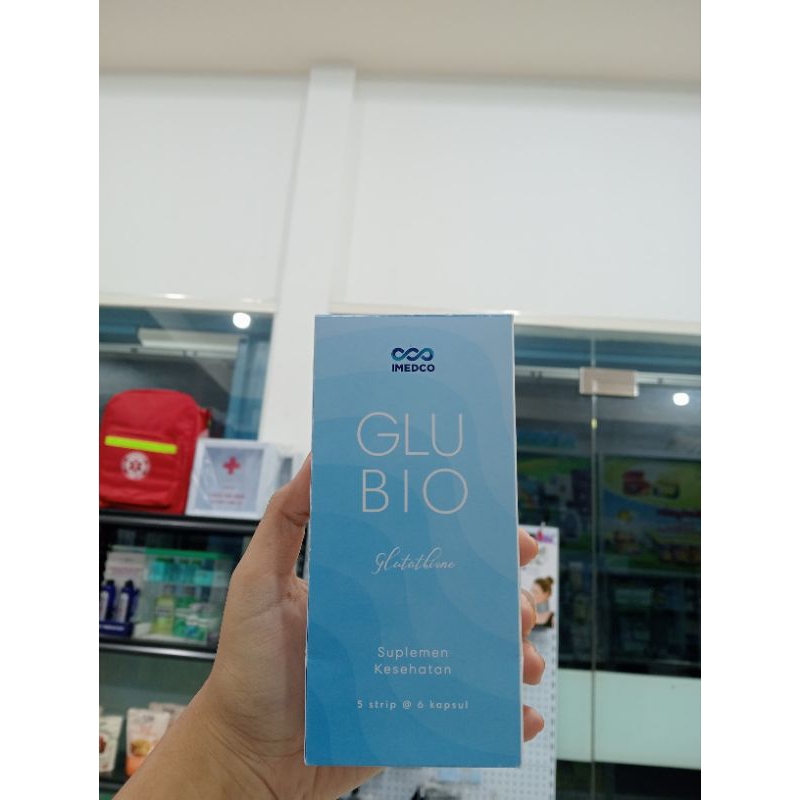 IMEDCO
GLU
BIO
Glutathione
Suplemen
Kesehatan
5 strip @ 6 kapsul